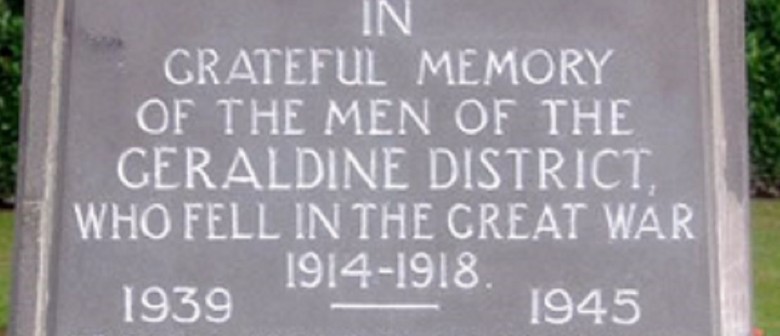 IN
GRATEFUL MEMORY
OF THE MEN OF THE
GERALDINE DISTRICT,
WHO FELL IN THE GREAT WAR
1914-1918.
1939 1945